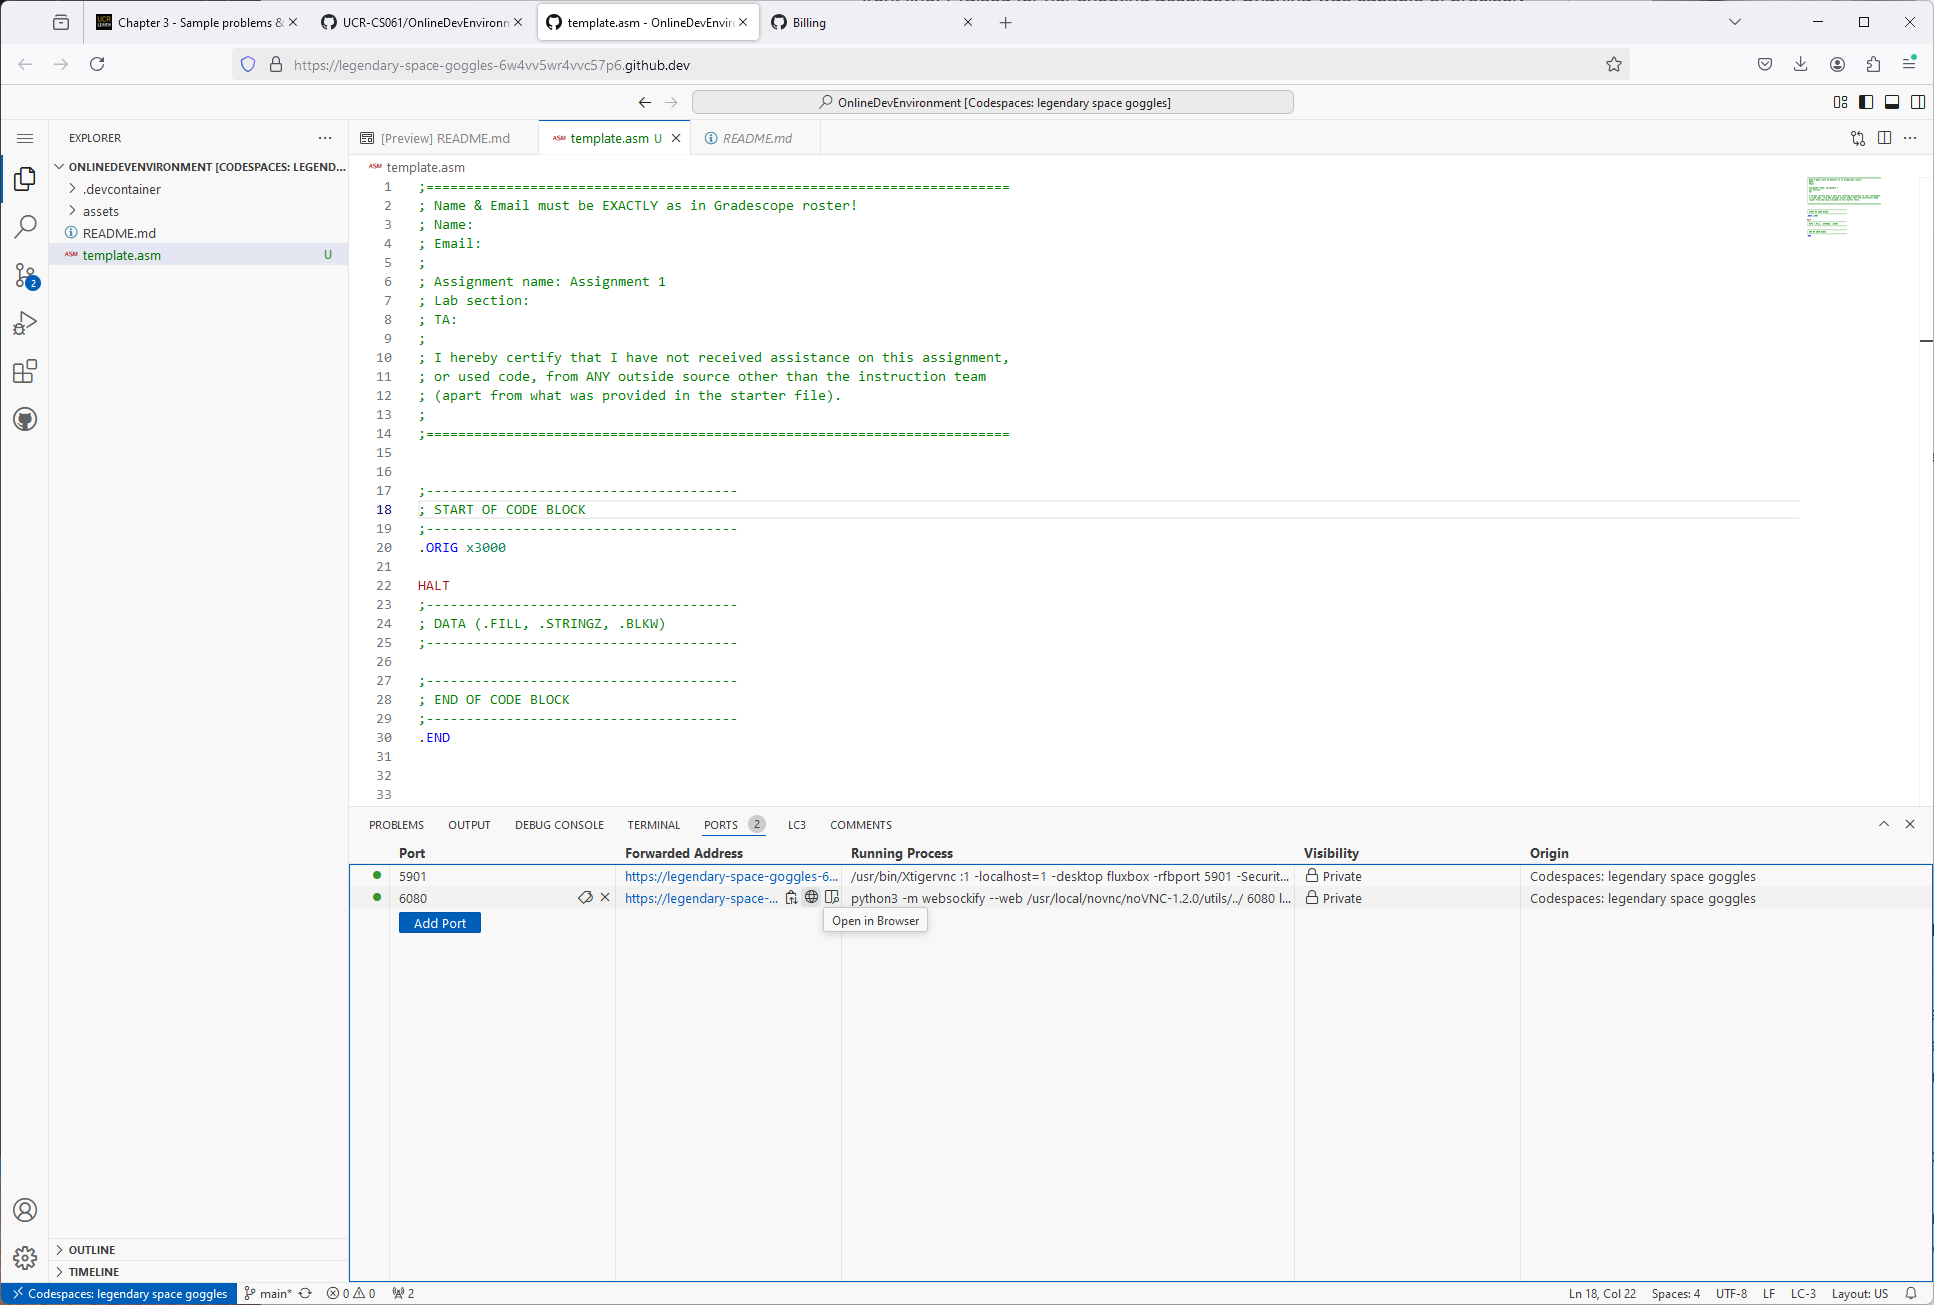 Chapter 3 - Sample problems &
UCR-CS061/OnlineDevEnvironn
template.asm - OnlineDevEnvir
Billing
https://legendary-space-goggles-6w4vv5wr4vvc57p6.github.dev
OnlineDevEnvironment [Codespaces: legendary space goggles]
EXPLORER
[Preview] README.md
ASM template.asm U
README.md
ONLINEDEVENVIRONMENT [CODESPACES: LEGEND...
.devcontainer
assets
README.md
ASM template.asm U
2
ASM template.asm
1 ;=========================================================================
2 ; Name & Email must be EXACTLY as in Gradescope roster!
3 ; Name:
4 ; Email:
5 ;
6 ; Assignment name: Assignment 1
7 ; Lab section:
8 ; TA:
9 ;
10 ; I hereby certify that I have not received assistance on this assignment,
11 ; or used code, from ANY outside source other than the instruction team
12 ; (apart from what was provided in the starter file).
13 ;
14 ;=========================================================================
15
16
17 ;---------------------------------------
18 ; START OF CODE BLOCK
19 ;---------------------------------------
20 .ORIG x3000
21
22 HALT
23 ;---------------------------------------
24 ; DATA (.FILL, .STRINGZ, .BLKW)
25 ;---------------------------------------
26
27 ;---------------------------------------
28 ; END OF CODE BLOCK
29 ;---------------------------------------
30 .END
31
32
33
PROBLEMS OUTPUT DEBUG CONSOLE TERMINAL PORTS 2 LC3 COMMENTS
Port Forwarded Address Running Process Visibility Origin
5901 https://legendary-space-goggles-6... /usr/bin/Xtigervnc :1 -localhost=1 -desktop fluxbox -rfbport 5901 -Securit... Private Codespaces: legendary space goggles
6080 https://legendary-space-... python3 -m websockify --web /usr/local/novnc/noVNC-1.2.0/utils/../ 6080 l... Private Codespaces: legendary space goggles
Add Port
Open in Browser
OUTLINE
TIMELINE
Codespaces: legendary space goggles main* 0 0 2 Ln 18, Col 22 Spaces: 4 UTF-8 LF LC-3 Layout: US